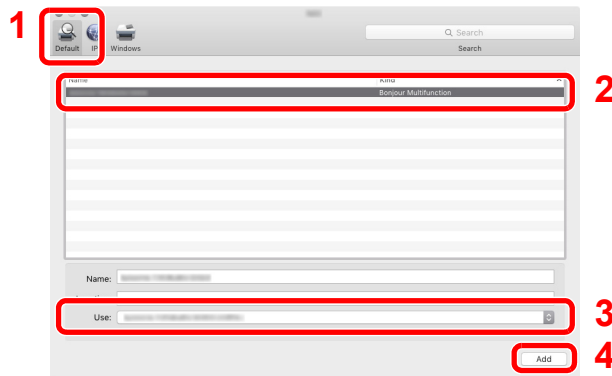 1
Search
Default IP Windows Search
Name Kind
2
Bonjour Multifunction
Name:
Use:
3
Add
4